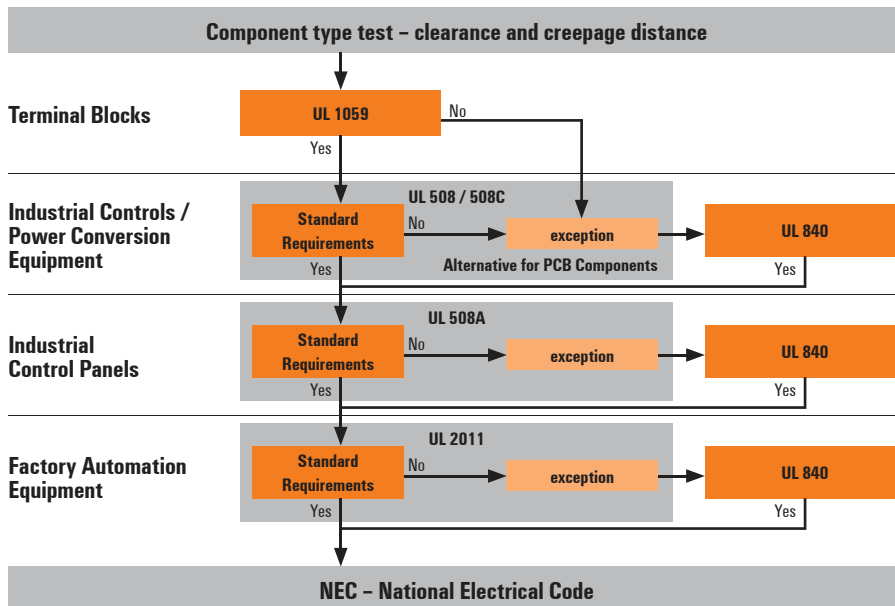 Component type test – clearance and creepage distance
Terminal Blocks
UL 1059
No
Yes
Industrial Controls /
Power Conversion
Equipment
UL 508 / 508C
Standard
Requirements
No
exception
UL 840
Yes
Alternative for PCB Components
Yes
Industrial
Control Panels
UL 508A
Standard
Requirements
No
exception
UL 840
Yes
Yes
Factory Automation
Equipment
UL 2011
Standard
Requirements
No
exception
UL 840
Yes
Yes
NEC – National Electrical Code